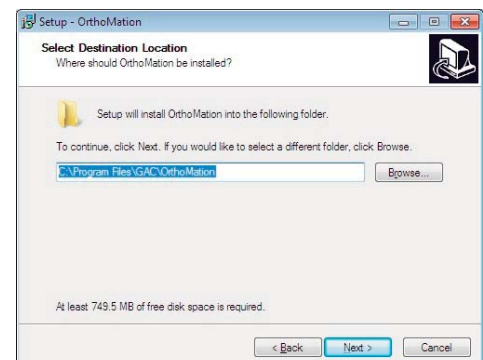 Setup - OrthoMation
Select Destination Location
Where should OrthoMation be installed?
Setup will install OrthoMation into the following folder.
To continue, click Next. If you would like to select a different folder, click Browse.
C:\Program Files\GAC\OrthoMation
Browse...
At least 749.5 MB of free disk space is required.
< Back Next > Cancel